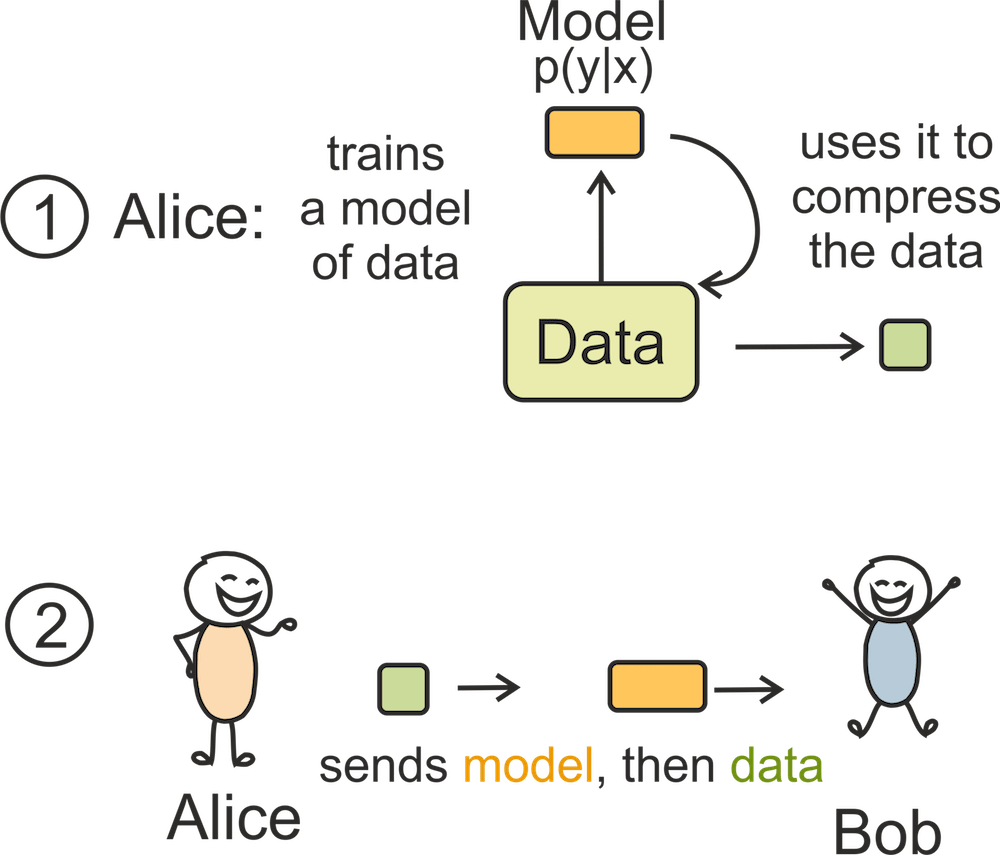 Model
p(y|x)
1 Alice:
trains
a model
of data
uses it to
compress
the data
Data
2
sends model, then data
Alice
Bob